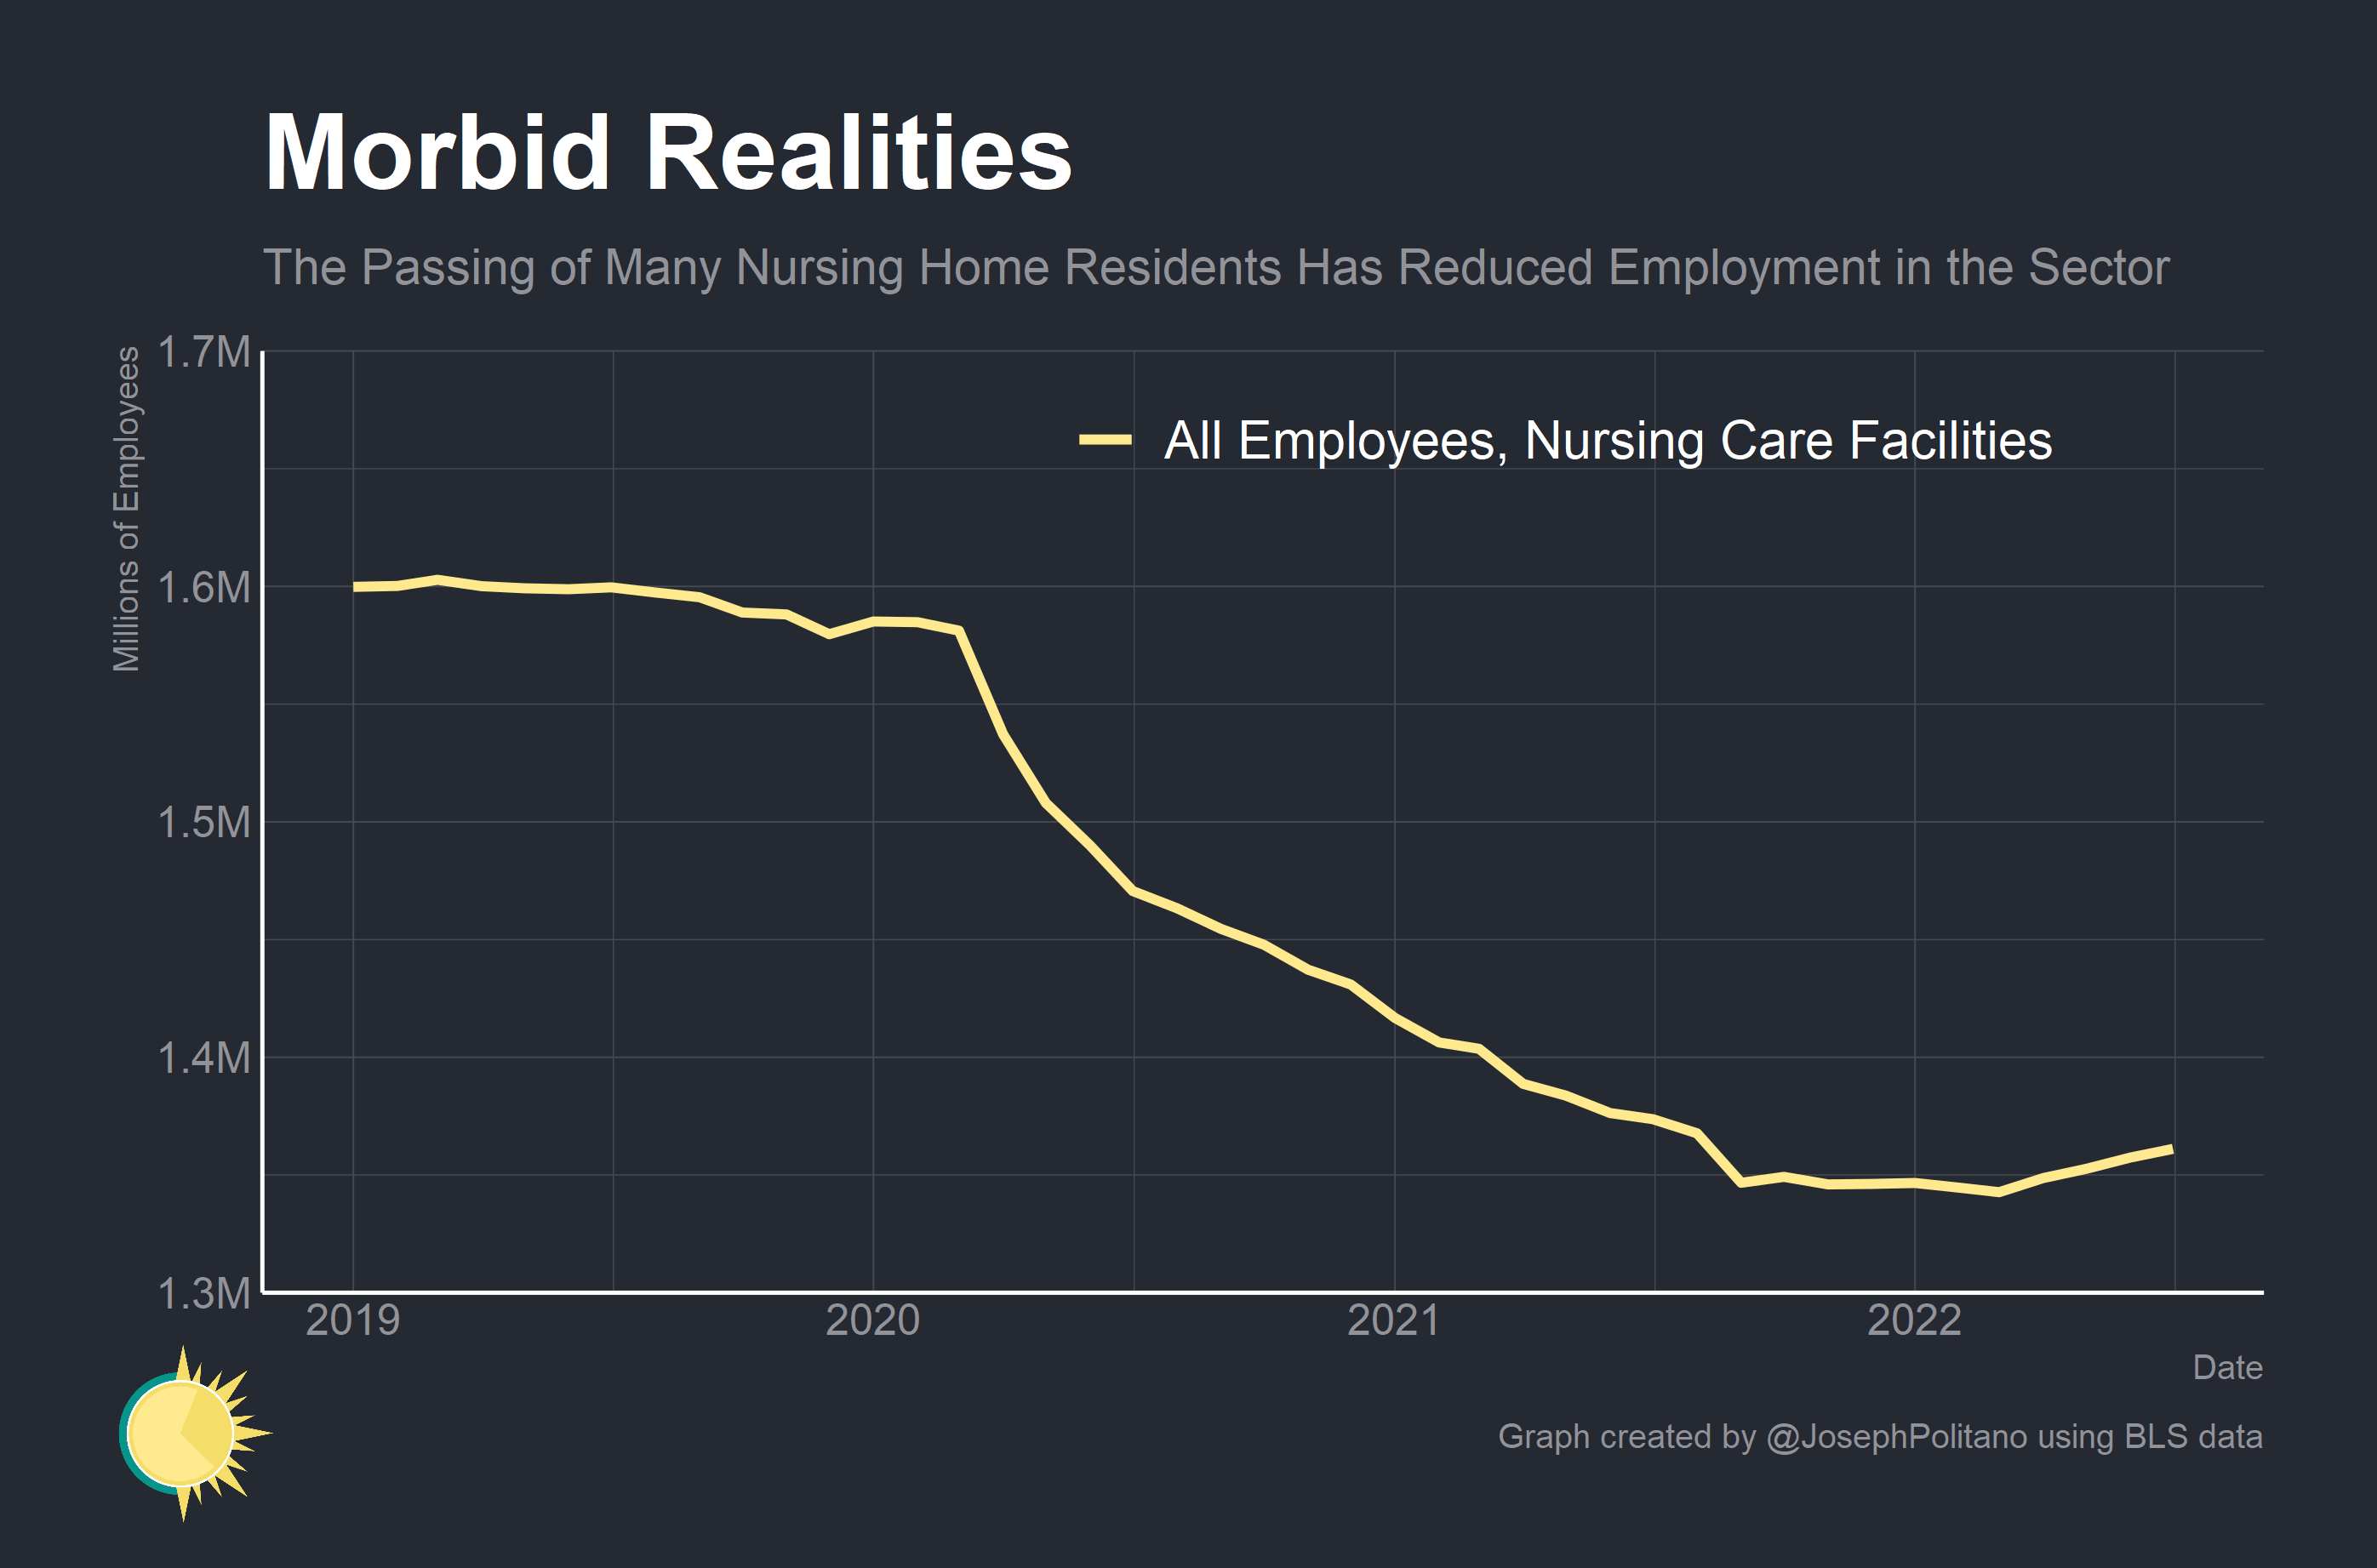 Morbid Realities
The Passing of Many Nursing Home Residents Has Reduced Employment in the Sector
Millions of Employees
1.7M
1.6M
1.5M
1.4M
1.3M
All Employees, Nursing Care Facilities
2019
2020
2021
2022
Date
Graph created by @JosephPolitano using BLS data